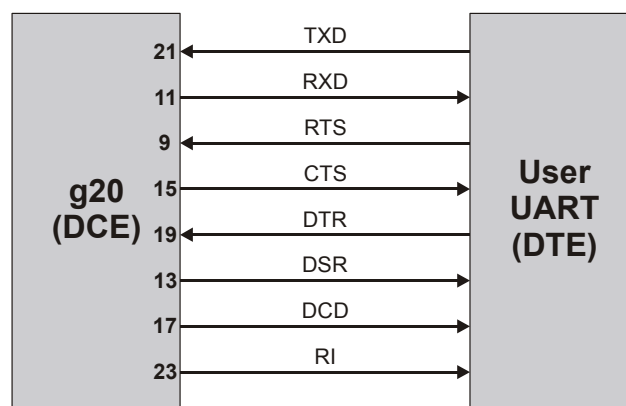 TXD
21
RXD
11
RTS
9
g20
(DCE)
CTS
15
User
UART
(DTE)
DTR
19
DSR
13
DCD
17
RI
23